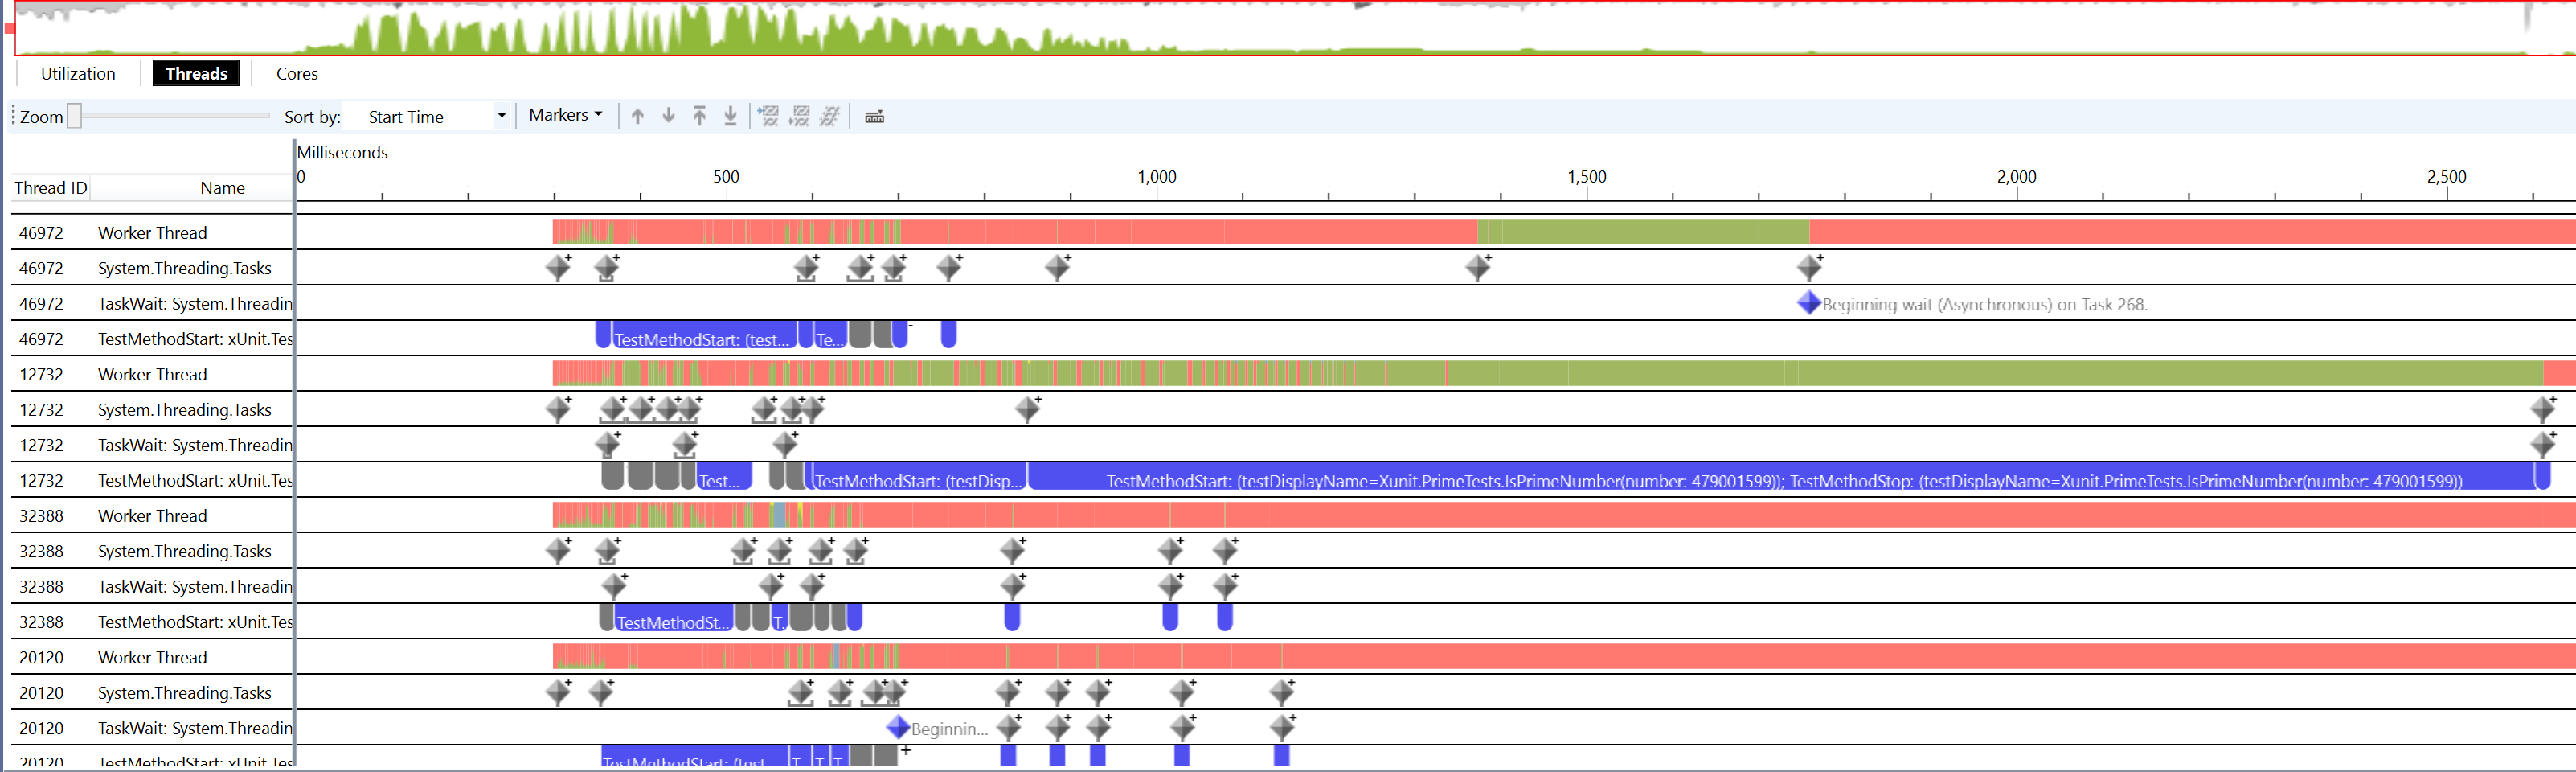 Utilization Threads Cores
Zoom Sort by: Start Time Markers
Milliseconds
0 500 1,000 1,500 2,000 2,500
Thread ID Name
46972 Worker Thread
46972 System.Threading.Tasks
46972 TaskWait: System.Threadin Beginning wait (Asynchronous) on Task 268.
46972 TestMethodStart: xUnit.Tes TestMethodStart: (test... Te...
12732 Worker Thread
12732 System.Threading.Tasks
12732 TaskWait: System.Threadin
12732 TestMethodStart: xUnit.Tes Test... TestMethodStart: (testDisp... TestMethodStart: (testDisplayName=Xunit.PrimeTests.IsPrimeNumber(number: 479001599)); TestMethodStop: (testDisplayName=Xunit.PrimeTests.IsPrimeNumber(number: 479001599))
32388 Worker Thread
32388 System.Threading.Tasks
32388 TaskWait: System.Threadin
32388 TestMethodStart: xUnit.Tes TestMethodSt... T.
20120 Worker Thread
20120 System.Threading.Tasks
20120 TaskWait: System.Threadin Beginnin...
20120 TestMethodStart: xUnit.Tes TestMethodStart: (test T T T